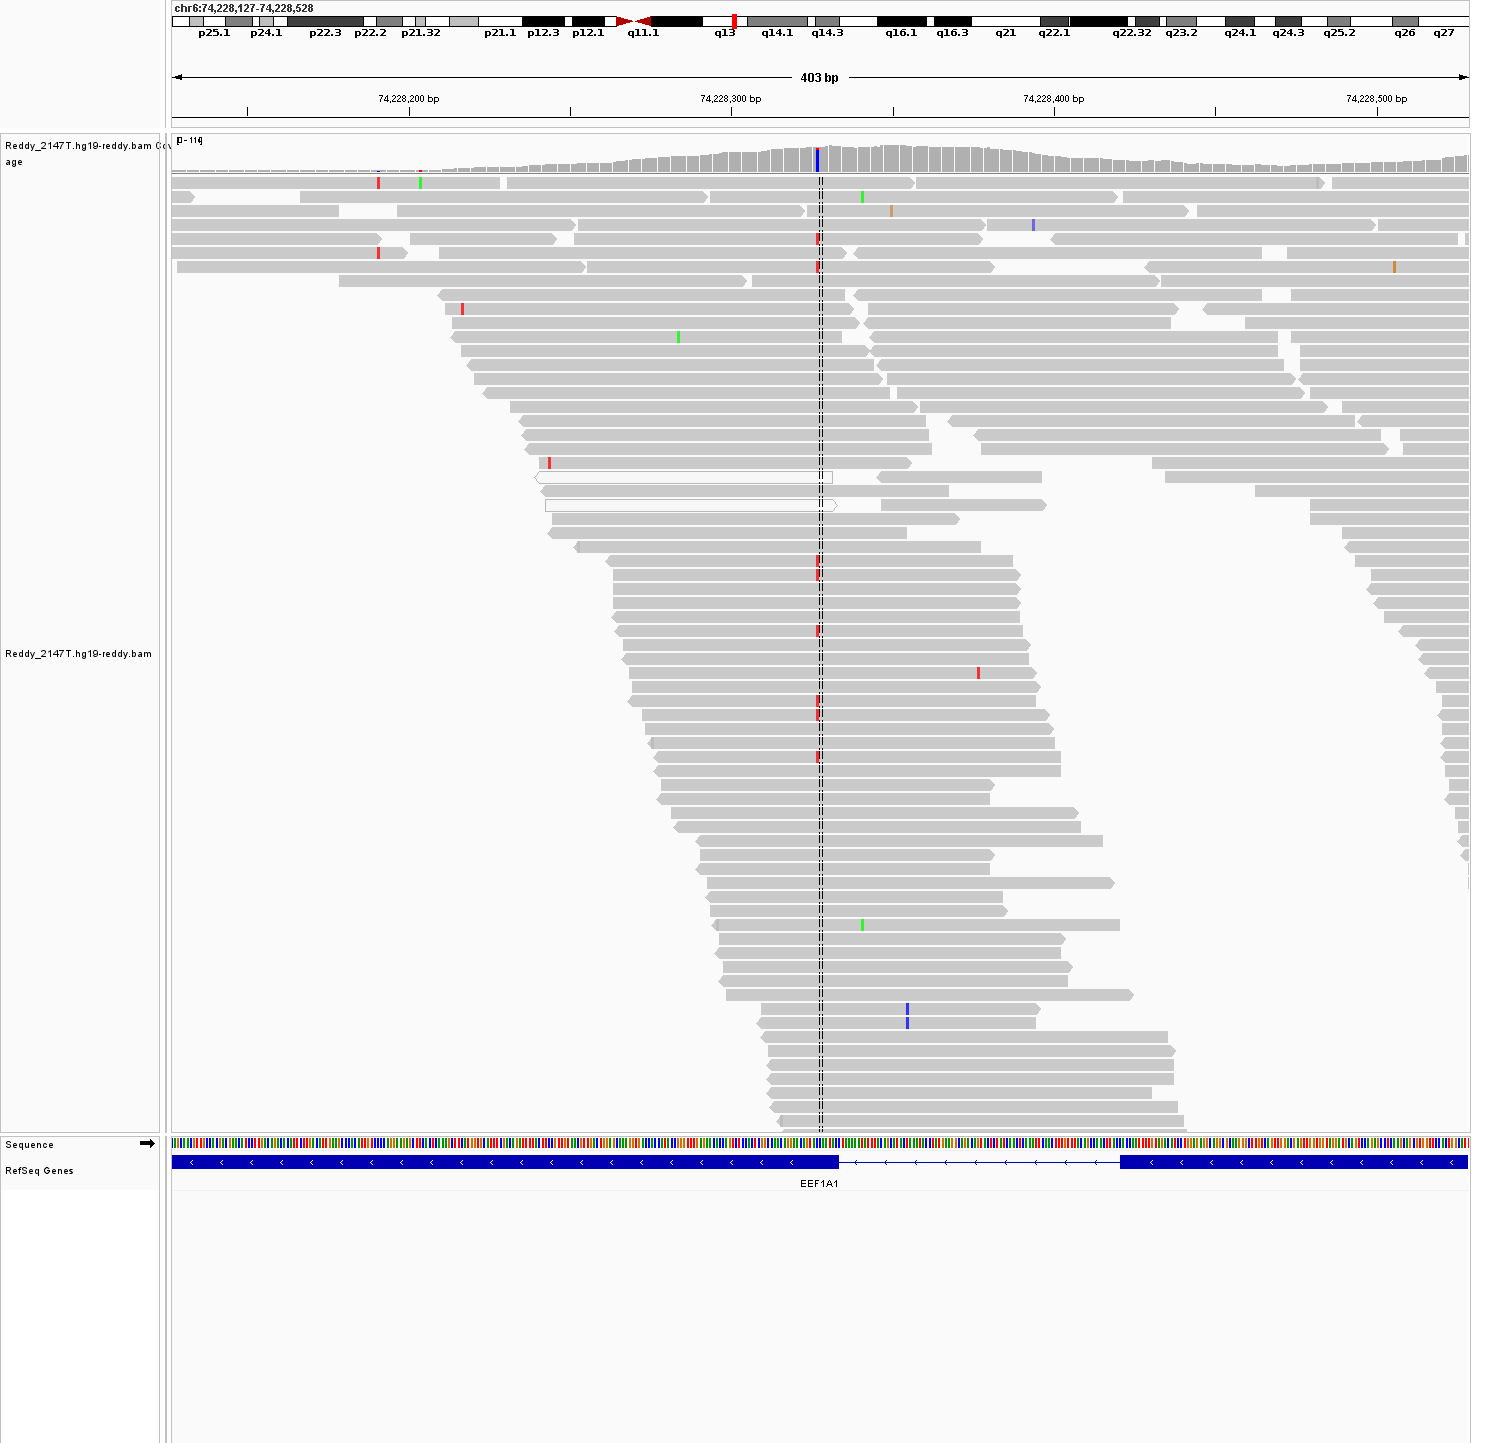 chr6:74,228,127-74,228,528
p25.1 p24.1 p22.3 p22.2 p21.32 p21.1 p12.3 p12.1 q11.1 q13 q14.1 q14.3 q16.1 q16.3 q21 q22.1 q22.32 q23.2 q24.1 q24.3 q25.2 q26 q27
403 bp
74,228,200 bp 74,228,300 bp 74,228,400 bp 74,228,500 bp
Reddy_2147T.hg19-reddy.bam Cov
age
Reddy_2147T.hg19-reddy.bam
Sequence
RefSeq Genes
EEF1A1